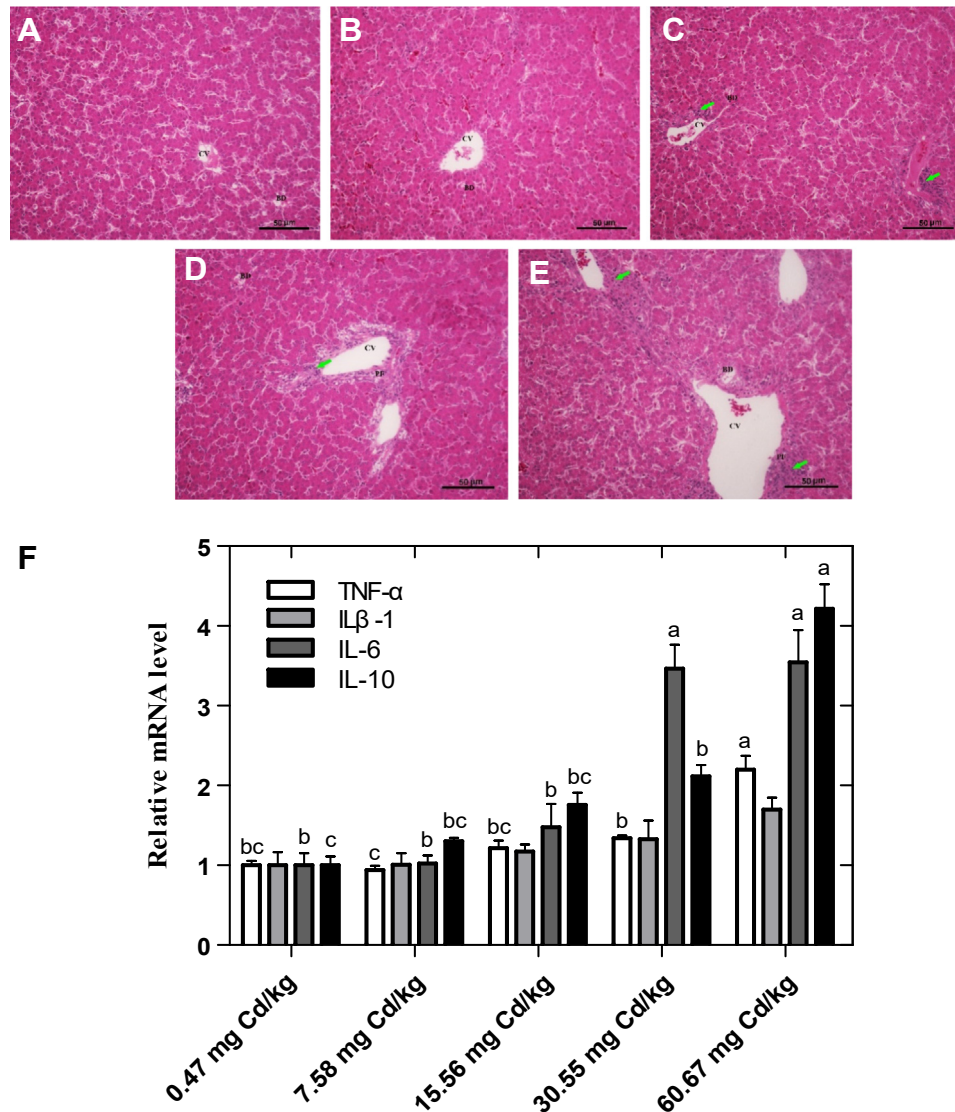 A
CV
BD
50 µm
B
CV
BD
50 µm
C
BD
CV
50 µm
D
BD
CV
PF
50 µm
E
BD
CV
50 µm
F
5
4
3
2
1
0
Relative mRNA level
TNF-α
ILβ -1
IL-6
IL-10
bc b c
c b bc
bc b bc
b a b
a a a
0.47 mg Cd/kg
7.58 mg Cd/kg
15.56 mg Cd/kg
30.55 mg Cd/kg
60.67 mg Cd/kg